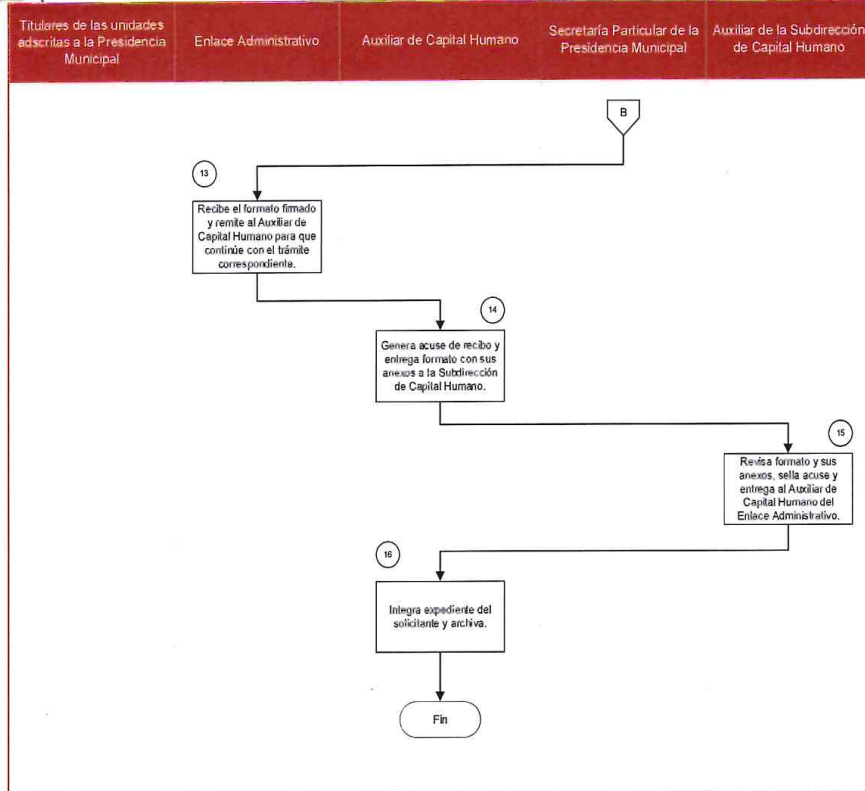 Titulares de las unidades
adscritas a la Presidencia
Municipal
Enlace Administrativo
Auxiliar de Capital Humano
Secretaría Particular de la
Presidencia Municipal
Auxiliar de la Subdirección
de Capital Humano
B
13
Recibe el formato firmado
y remite al Auxiliar de
Capital Humano para que
continúe con el trámite
correspondiente.
14
Genera acuse de recibo y
entrega formato con sus
anexos a la Subdirección
de Capital Humano.
15
Revisa formato y sus
anexos, sella acuse y
entrega al Auxiliar de
Capital Humano del
Enlace Administrativo.
16
Integra expediente del
solicitante y archiva.
Fin